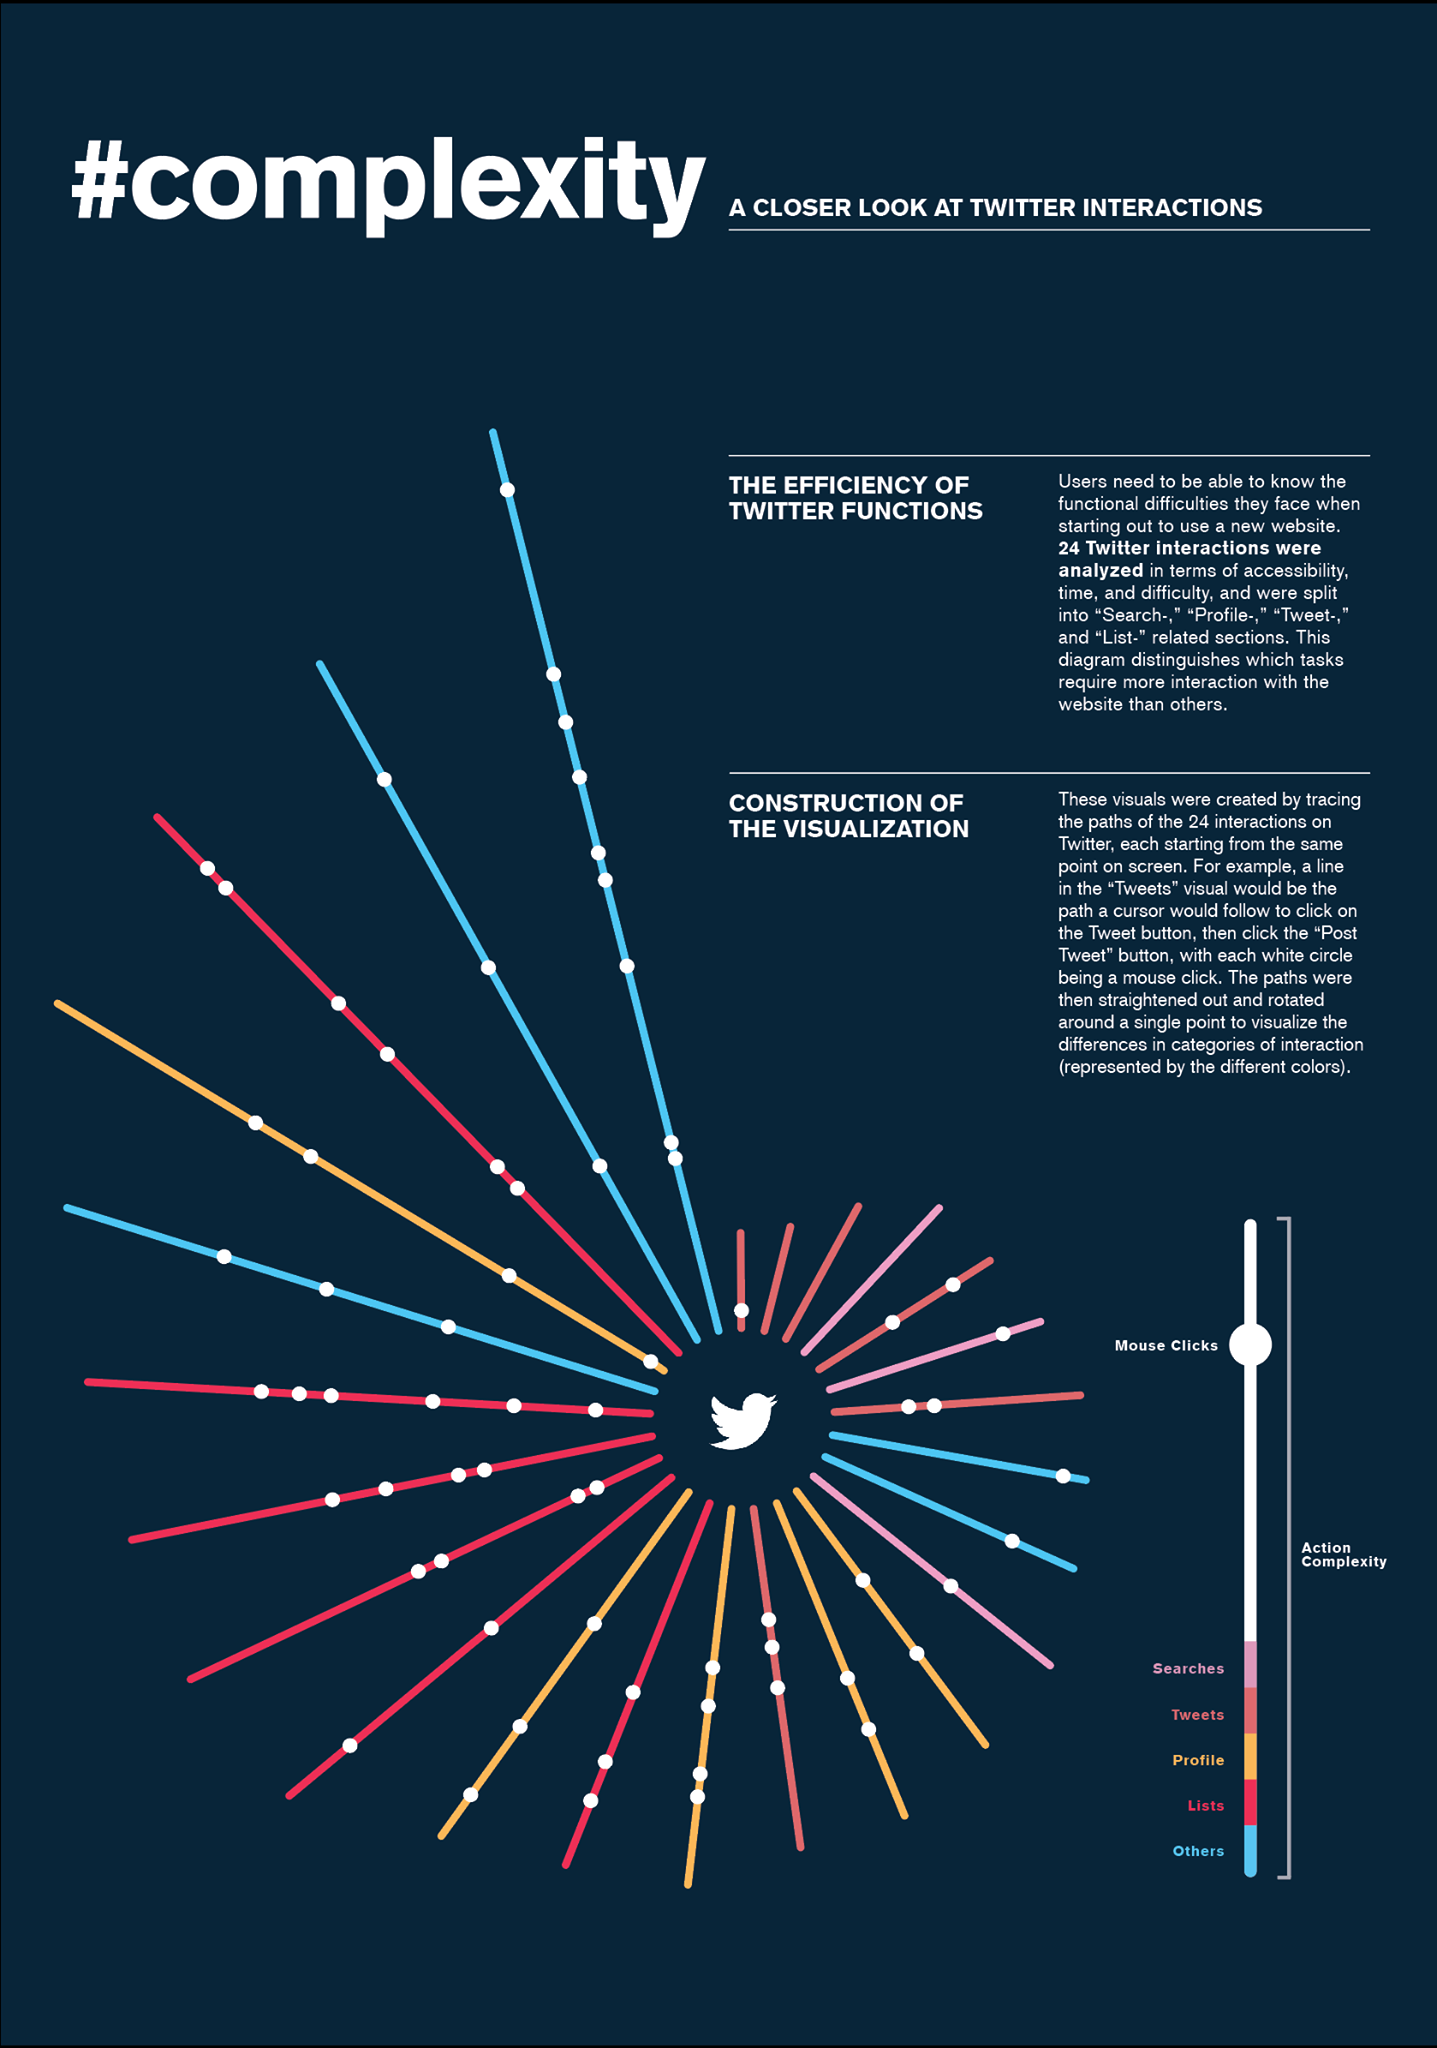 #complexity
A CLOSER LOOK AT TWITTER INTERACTIONS
THE EFFICIENCY OF
TWITTER FUNCTIONS
Users need to be able to know the
functional difficulties they face when
starting out to use a new website.
24 Twitter interactions were
analyzed in terms of accessibility,
time, and difficulty, and were split
into “Search-,” “Profile-,” “Tweet-,”
and “List-” related sections. This
diagram distinguishes which tasks
require more interaction with the
website than others.
CONSTRUCTION OF
THE VISUALIZATION
These visuals were created by tracing
the paths of the 24 interactions on
Twitter, each starting from the same
point on screen. For example, a line
in the “Tweets” visual would be the
path a cursor would follow to click on
the Tweet button, then click the “Post
Tweet” button, with each white circle
being a mouse click. The paths were
then straightened out and rotated
around a single point to visualize the
differences in categories of interaction
(represented by the different colors).
Mouse Clicks
Action
Complexity
Searches
Tweets
Profile
Lists
Others